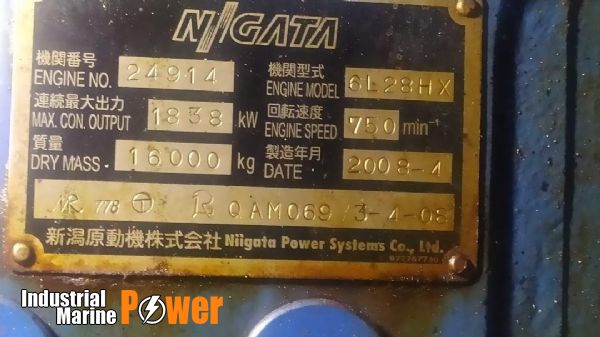 NIIGATA
機関番号 ENGINE NO. 24914 機関型式 ENGINE MODEL 6L28HX
連続最大出力 MAX. CON. OUTPUT 1838 kW 回転速度 ENGINE SPEED 750 min⁻¹
質量 DRY MASS 16000 kg 製造年月 DATE 2008-4
QAM069 13-4-08
新潟原動機株式会社 Niigata Power Systems Co., Ltd.
Industrial
Marine Power